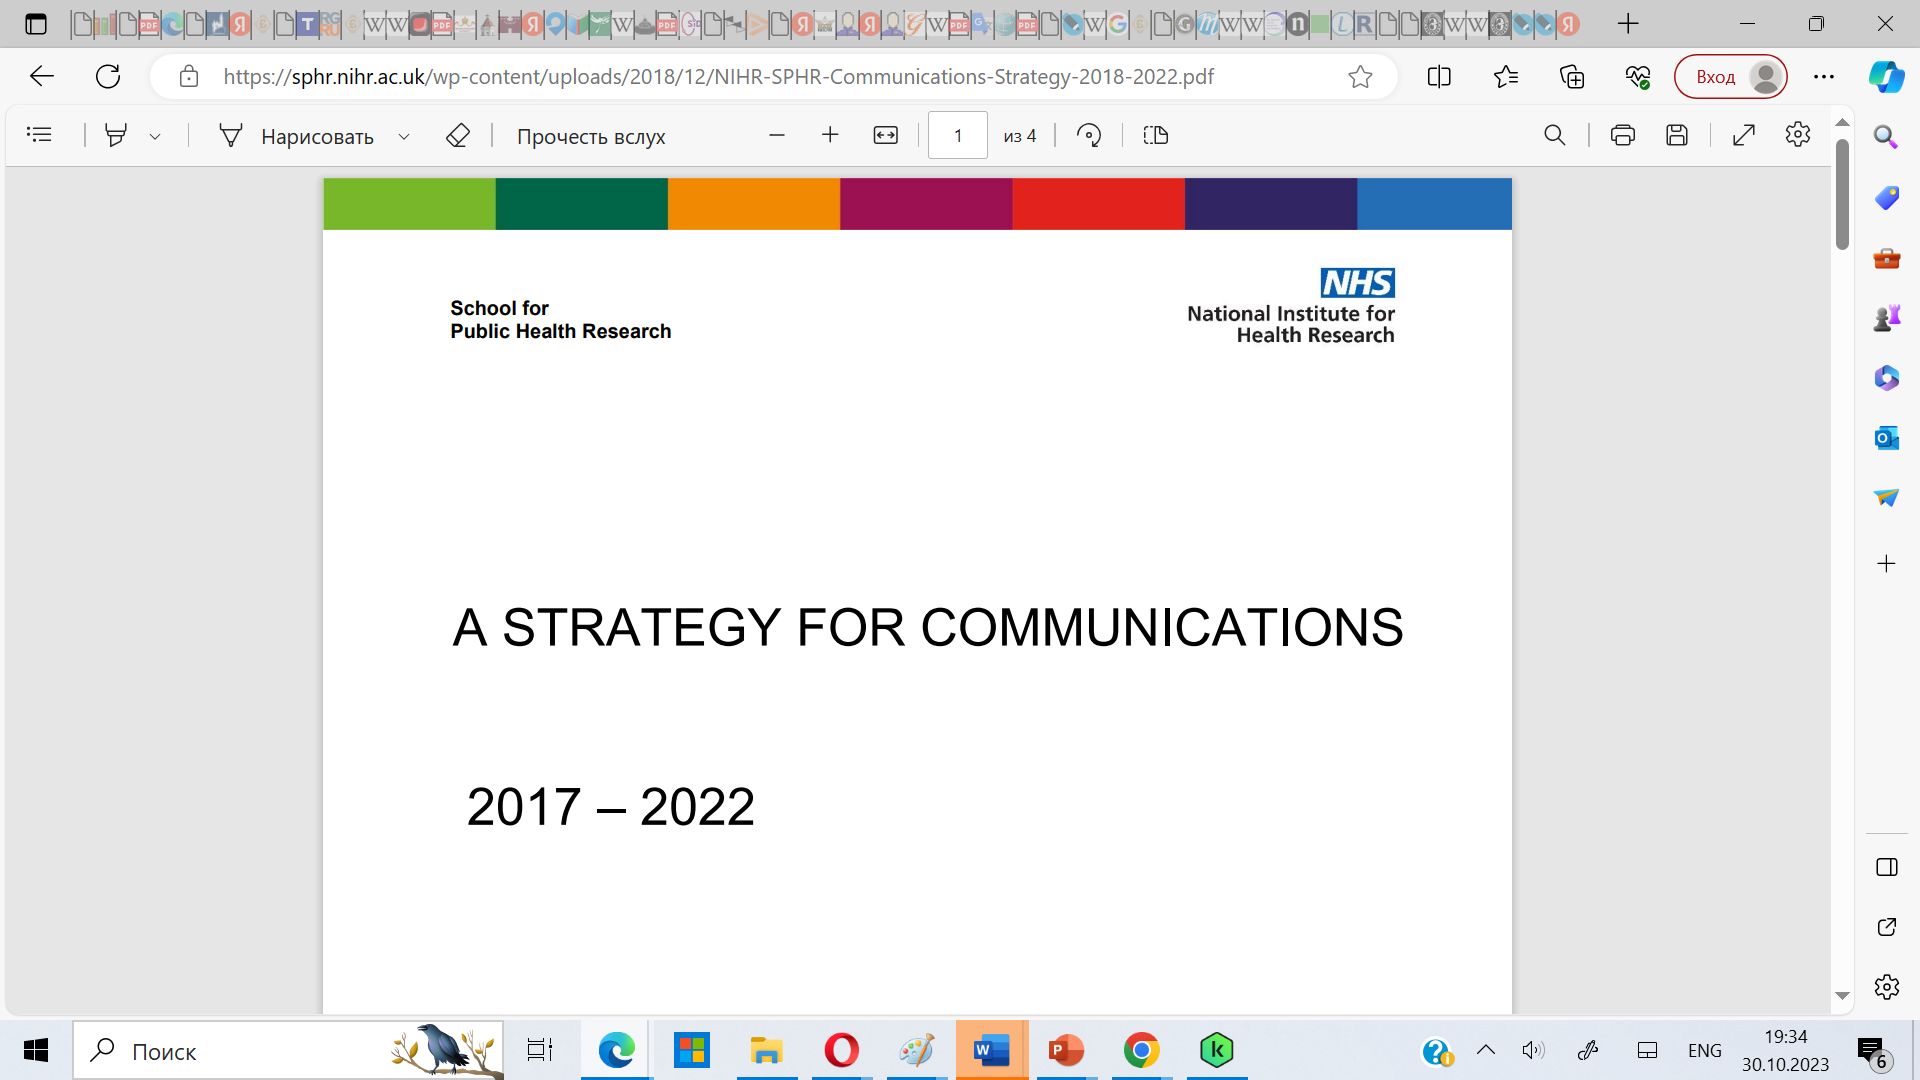 https://sphr.nihr.ac.uk/wp-content/uploads/2018/12/NIHR-SPHR-Communications-Strategy-2018-2022.pdf
Вход
Нарисовать
Прочесть вслух
1
из 4
School for
Public Health Research
NHS
National Institute for
Health Research
A STRATEGY FOR COMMUNICATIONS
2017 – 2022
Поиск
ENG
19:34
30.10.2023
6